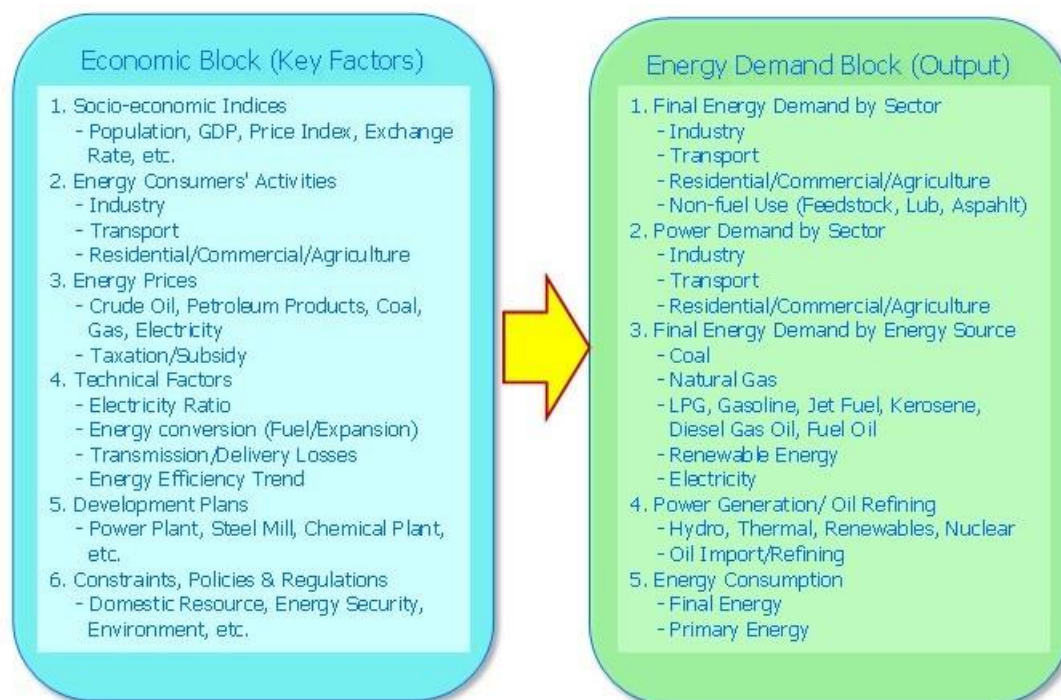 Economic Block (Key Factors)
1. Socio-economic Indices
- Population, GDP, Price Index, Exchange
Rate, etc.
2. Energy Consumers' Activities
- Industry
- Transport
- Residential/Commercial/Agriculture
3. Energy Prices
- Crude Oil, Petroleum Products, Coal,
Gas, Electricity
- Taxation/Subsidy
4. Technical Factors
- Electricity Ratio
- Energy conversion (Fuel/Expansion)
- Transmission/Delivery Losses
- Energy Efficiency Trend
5. Development Plans
- Power Plant, Steel Mill, Chemical Plant,
etc.
6. Constraints, Policies & Regulations
- Domestic Resource, Energy Security,
Environment, etc.
Energy Demand Block (Output)
1. Final Energy Demand by Sector
- Industry
- Transport
- Residential/Commercial/Agriculture
- Non-fuel Use (Feedstock, Lub, Aspahlt)
2. Power Demand by Sector
- Industry
- Transport
- Residential/Commercial/Agriculture
3. Final Energy Demand by Energy Source
- Coal
- Natural Gas
- LPG, Gasoline, Jet Fuel, Kerosene,
Diesel Gas Oil, Fuel Oil
- Renewable Energy
- Electricity
4. Power Generation/ Oil Refining
- Hydro, Thermal, Renewables, Nuclear
- Oil Import/Refining
5. Energy Consumption
- Final Energy
- Primary Energy